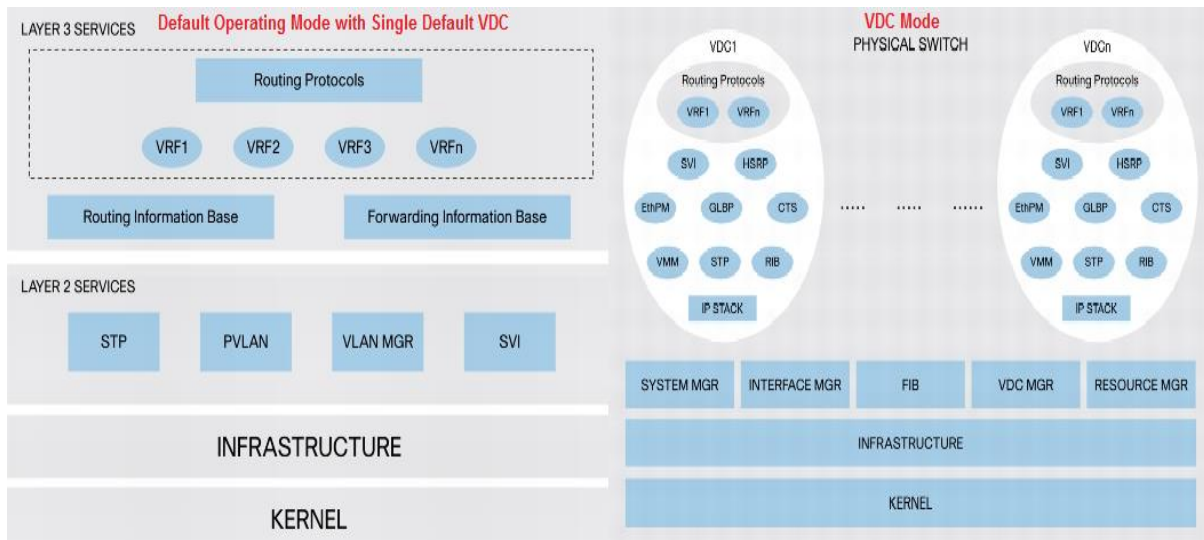 Default Operating Mode with Single Default VDC
LAYER 3 SERVICES
Routing Protocols
VRF1 VRF2 VRF3 VRFn
Routing Information Base Forwarding Information Base
LAYER 2 SERVICES
STP PVLAN VLAN MGR SVI
INFRASTRUCTURE
KERNEL
VDC Mode
PHYSICAL SWITCH
VDC1
Routing Protocols
VRF1 VRFn
SVI HSRP
EthPM GLBP CTS
VMM STP RIB
IP STACK
..... ..... ......
VDCn
Routing Protocols
VRF1 VRFn
SVI HSRP
EthPM GLBP CTS
VMM STP RIB
IP STACK
SYSTEM MGR INTERFACE MGR FIB VDC MGR RESOURCE MGR
INFRASTRUCTURE
KERNEL